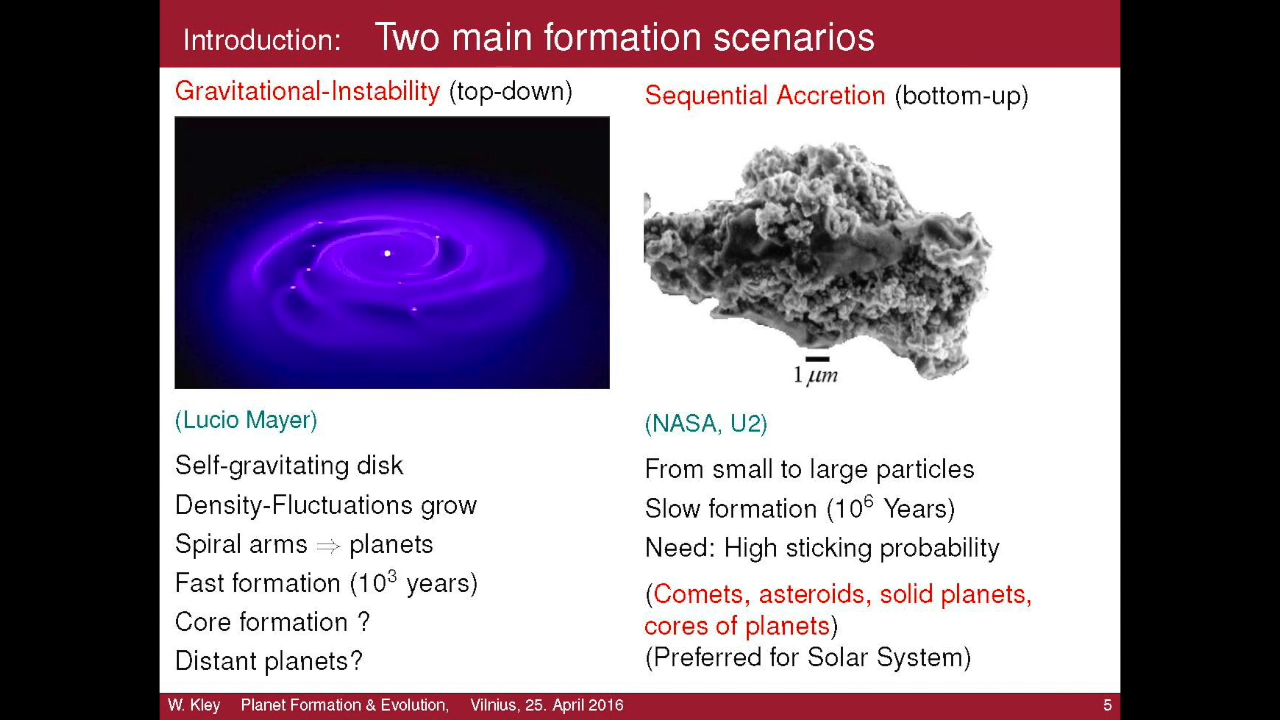 Introduction: Two main formation scenarios
Gravitational-Instability (top-down)
(Lucio Mayer)
Self-gravitating disk
Density-Fluctuations grow
Spiral arms ⇒ planets
Fast formation (10³ years)
Core formation ?
Distant planets?
Sequential Accretion (bottom-up)
1 μm
(NASA, U2)
From small to large particles
Slow formation (10⁶ Years)
Need: High sticking probability
(Comets, asteroids, solid planets,
cores of planets)
(Preferred for Solar System)
W. Kley Planet Formation & Evolution, Vilnius, 25. April 2016 5